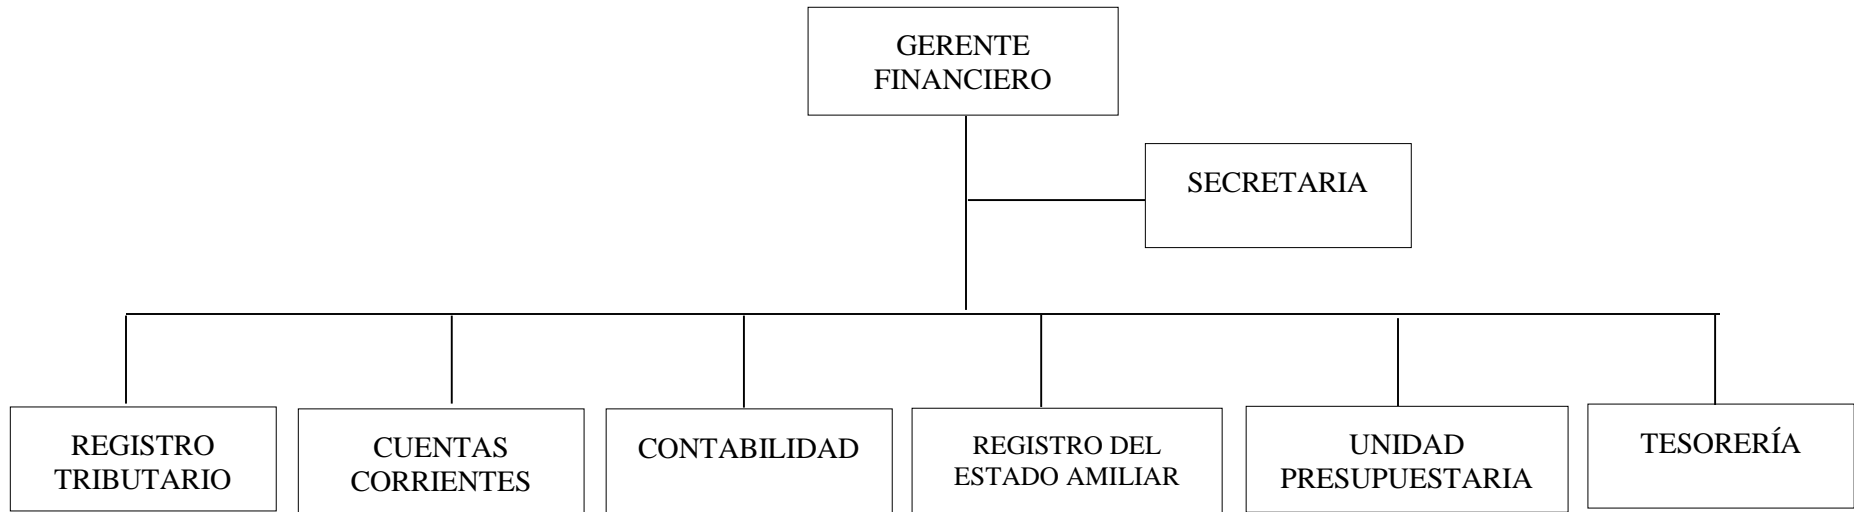 GERENTE
FINANCIERO
SECRETARIA
REGISTRO
TRIBUTARIO
CUENTAS
CORRIENTES
CONTABILIDAD
REGISTRO DEL
ESTADO AMILIAR
UNIDAD
PRESUPUESTARIA
TESORERÍA